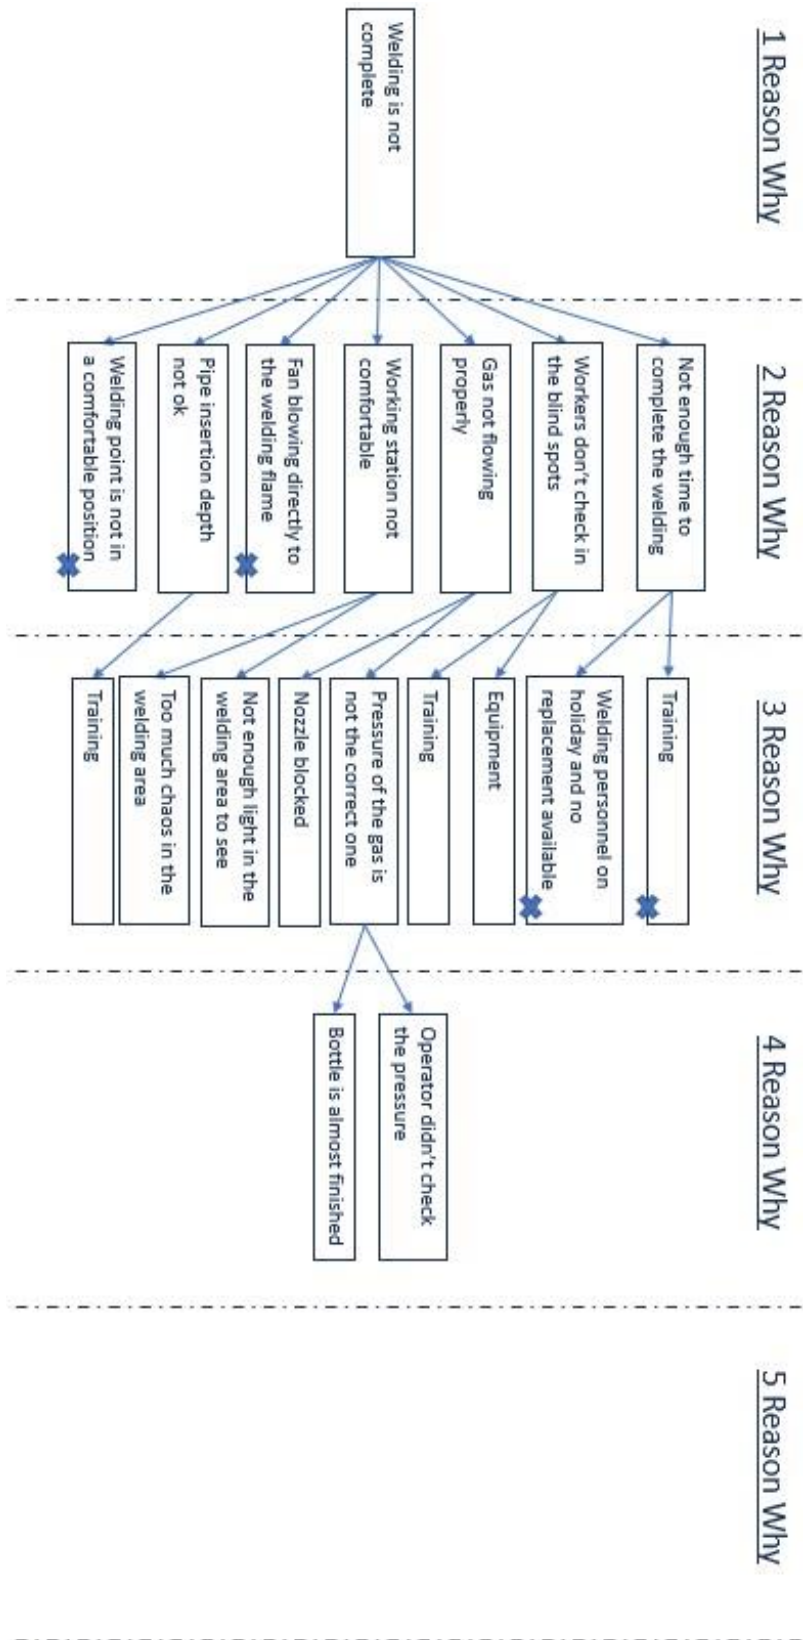 1 Reason Why
Welding is not
complete
2 Reason Why
Not enough time to
complete the welding
Workers don't check in
the blind spots
Gas not flowing
properly
Working station not
comfortable
Fan blowing directly to
the welding flame
Pipe insertion depth
not ok
Welding point is not in
a comfortable position
3 Reason Why
Training
Welding personnel on
holiday and no
replacement available
Equipment
Training
Pressure of the gas is
not the correct one
Nozzle blocked
Not enough light in the
welding area to see
Too much chaos in the
welding area
Training
4 Reason Why
Operator didn't check
the pressure
Bottle is almost finished
5 Reason Why